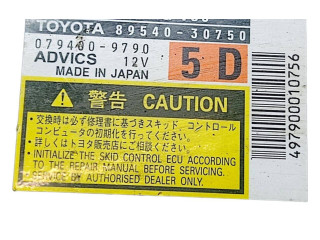 TOYOTA 89540-30750
079400-9790
ADVICS 12V
MADE IN JAPAN
5D
警告 CAUTION
・交換時は必ず修理書に基づきスキッド コントロール
コンピュータの初期化を行ってください。
・詳しくはトヨタ販売店にご相談ください。
・INITIALIZE THE SKID CONTROL ECU ACCORDING
TO THE REPAIR MANUAL BEFORE SERVICING.
SERVICE BY AUTHORISED DEALER ONLY.
497900010756